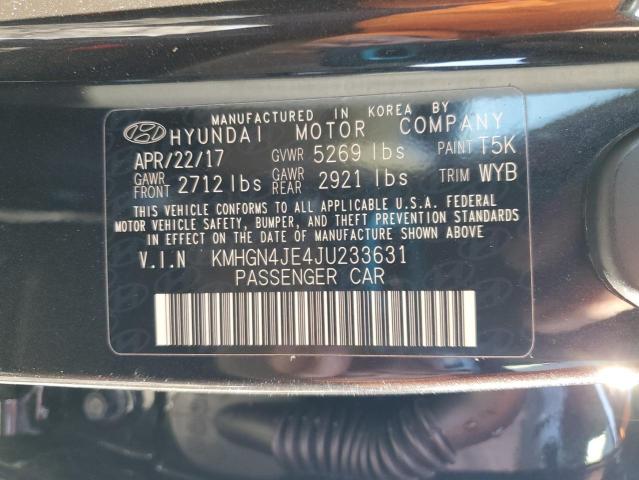 MANUFACTURED IN KOREA BY
HYUNDAI MOTOR COMPANY
APR/22/17 GVWR 5269 lbs PAINT T5K
GAWR FRONT 2712 lbs GAWR REAR 2921 lbs TRIM WYB
THIS VEHICLE CONFORMS TO ALL APPLICABLE U.S.A. FEDERAL
MOTOR VEHICLE SAFETY, BUMPER, AND THEFT PREVENTION STANDARDS
IN EFFECT ON THE DATE OF MANUFACTURE SHOWN ABOVE
V.I.N KMHGN4JE4JU233631
PASSENGER CAR